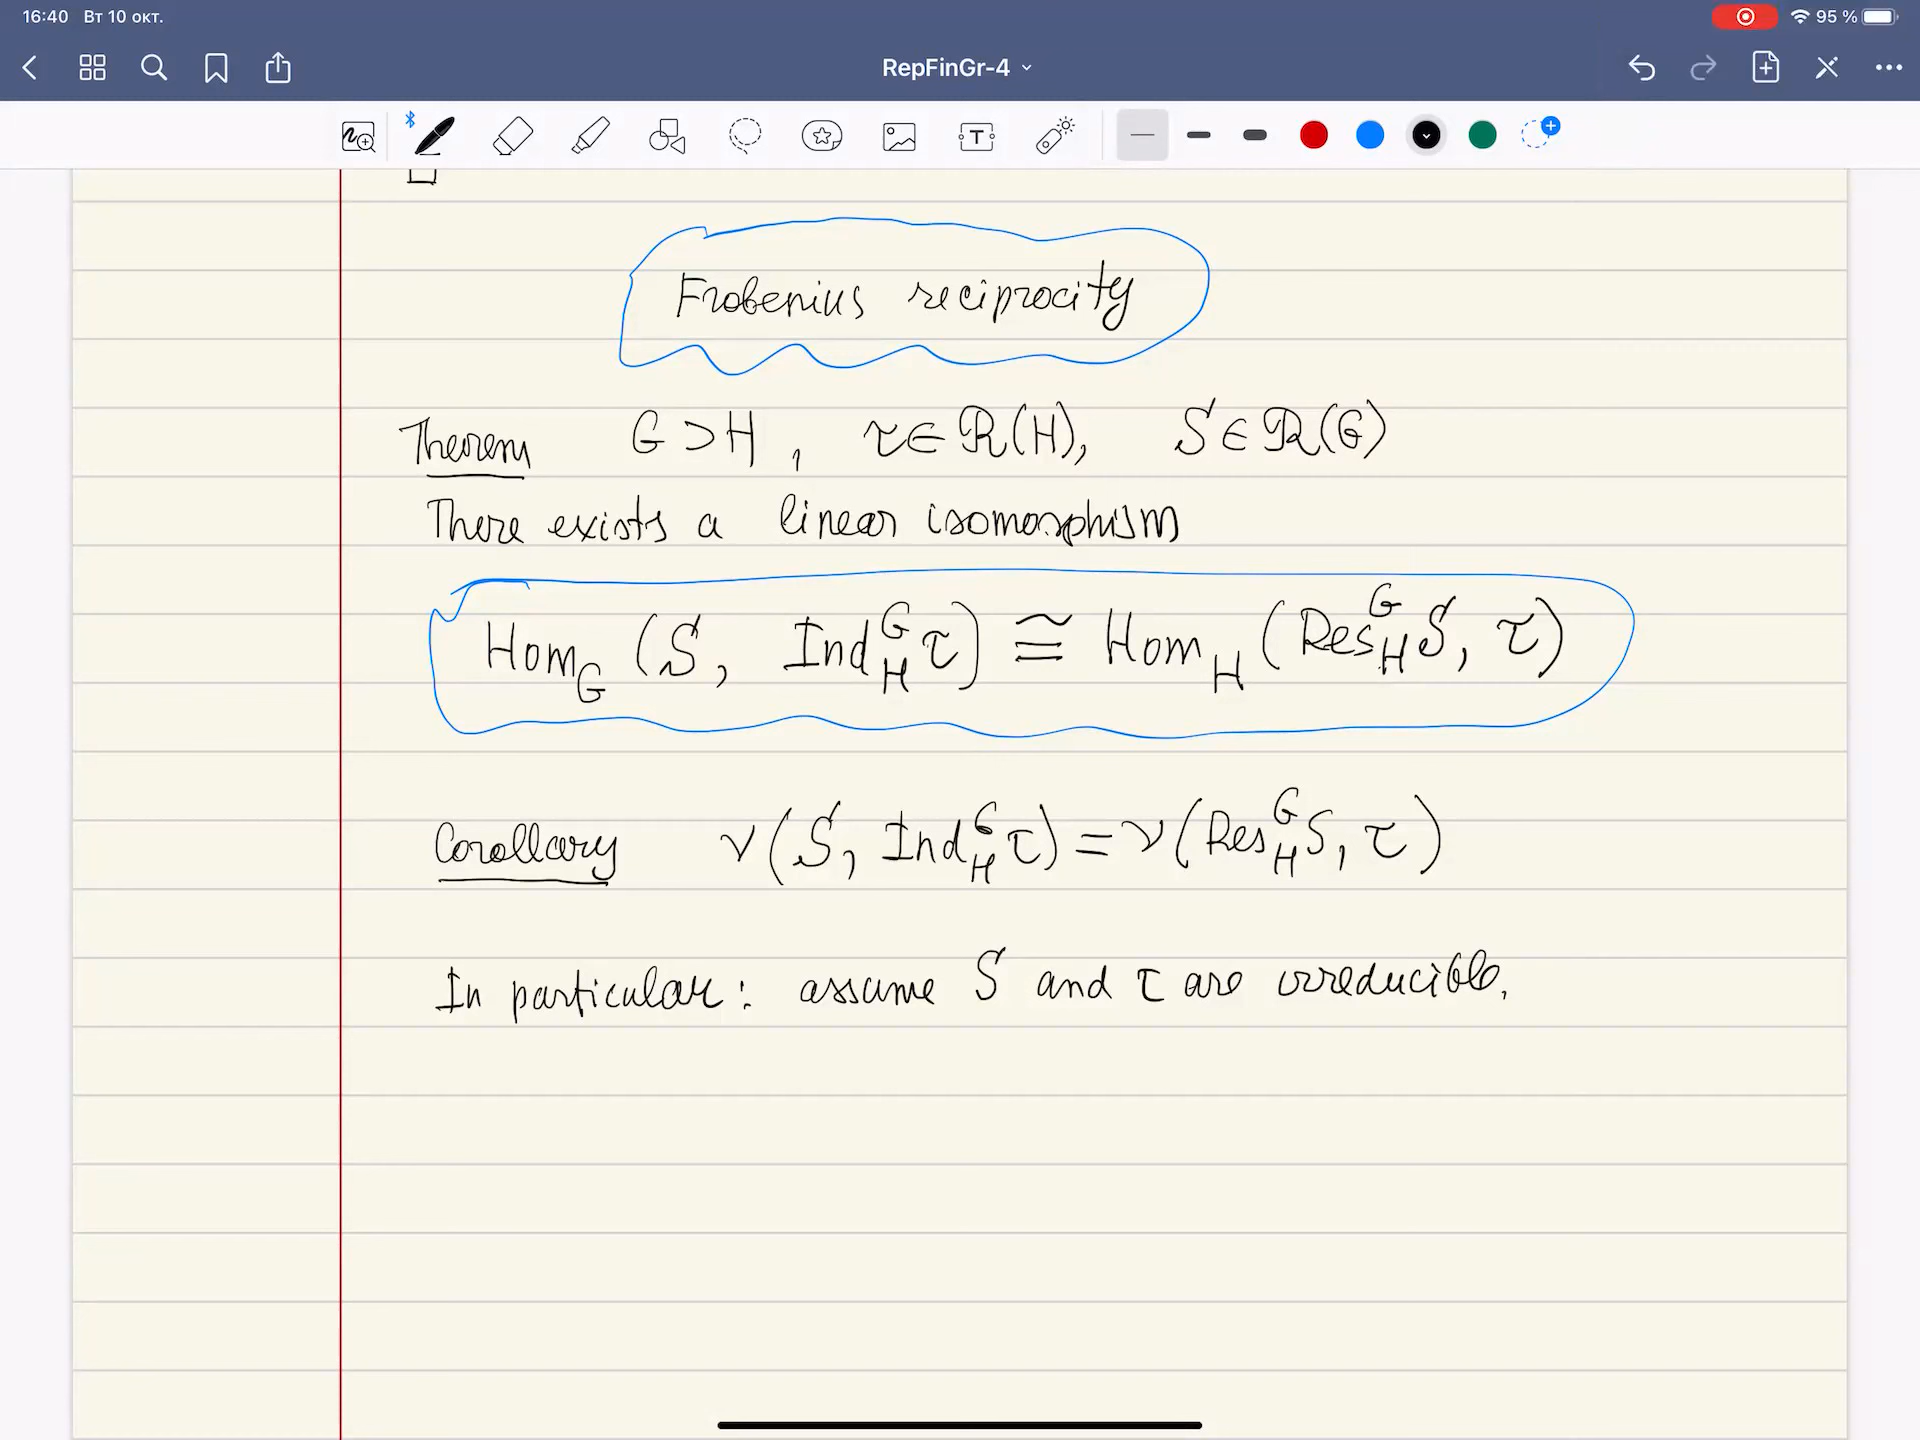 16:40 Вт 10 окт. 95 %
RepFinGr-4
T
Frobenius reciprocity
Theorem G > H, τ ∈ R(H), S ∈ R(G)
There exists a linear isomorphism
Hom_G (S, Ind_H^G τ) ≅ Hom_H (Res_H^G S, τ)
Corollary ν(S, Ind_H^G τ) = ν(Res_H^G S, τ)
In particular: assume S and τ are irreducible.